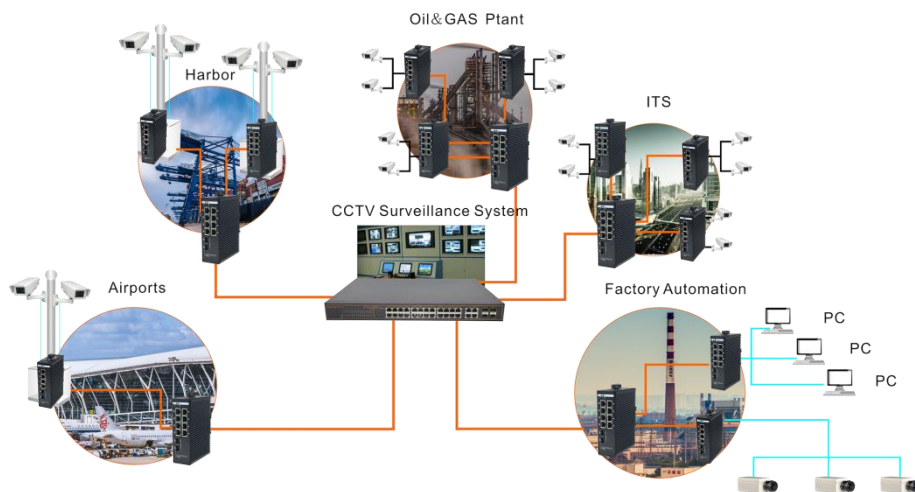 Oil&GAS Ptant
Harbor
ITS
CCTV Surveillance System
Airports
Factory Automation
PC
PC
PC